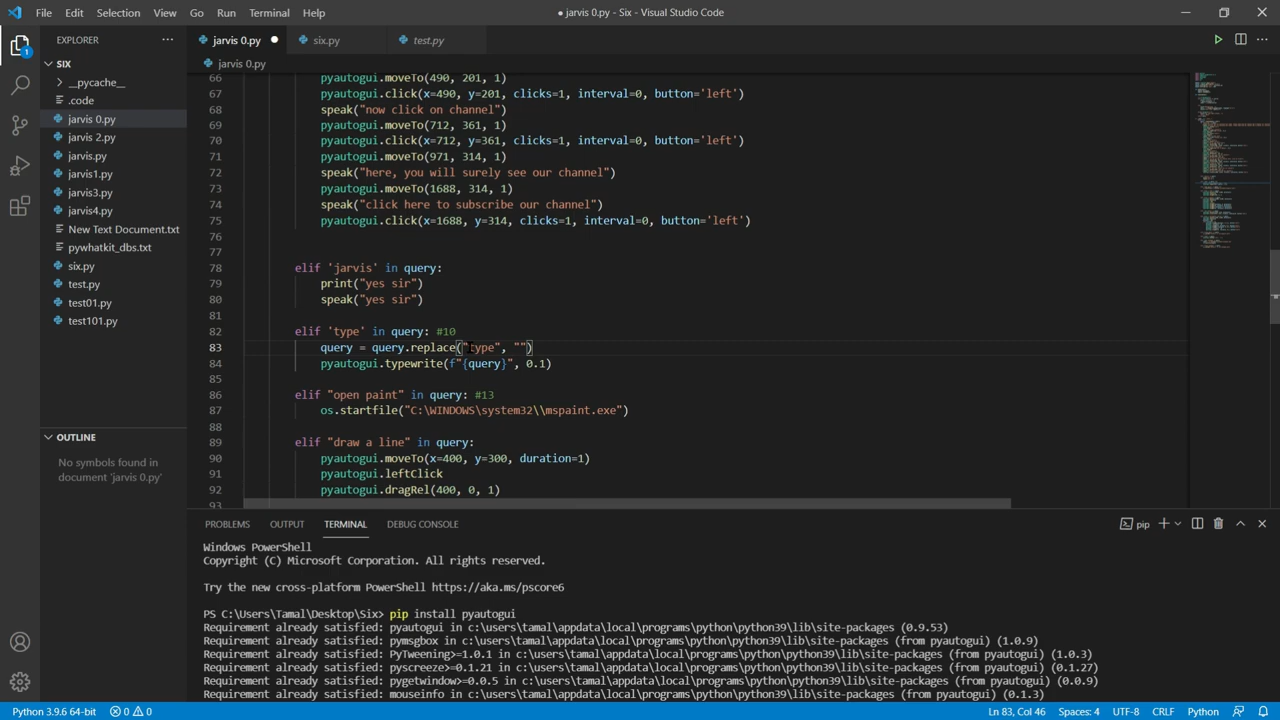 File Edit Selection View Go Run Terminal Help
● jarvis 0.py - Six - Visual Studio Code
EXPLORER
jarvis 0.py
six.py
test.py
SIX
jarvis 0.py
__pycache__
.code
jarvis 0.py
jarvis 2.py
jarvis.py
jarvis1.py
jarvis3.py
jarvis4.py
New Text Document.txt
pywhatkit_dbs.txt
six.py
test.py
test01.py
test101.py
OUTLINE
No symbols found in
document 'jarvis 0.py'
66 pyautogui.moveTo(490, 201, 1)
67 pyautogui.click(x=490, y=201, clicks=1, interval=0, button='left')
68 speak("now click on channel")
69 pyautogui.moveTo(712, 361, 1)
70 pyautogui.click(x=712, y=361, clicks=1, interval=0, button='left')
71 pyautogui.moveTo(971, 314, 1)
72 speak("here, you will surely see our channel")
73 pyautogui.moveTo(1688, 314, 1)
74 speak("click here to subscribe our channel")
75 pyautogui.click(x=1688, y=314, clicks=1, interval=0, button='left')
76
77
78 elif 'jarvis' in query:
79 print("yes sir")
80 speak("yes sir")
81
82 elif 'type' in query: #10
83 query = query.replace("type", "")
84 pyautogui.typewrite(f"{query}", 0.1)
85
86 elif "open paint" in query: #13
87 os.startfile("C:\WINDOWS\system32\\mspaint.exe")
88
89 elif "draw a line" in query:
90 pyautogui.moveTo(x=400, y=300, duration=1)
91 pyautogui.leftClick
92 pyautogui.dragRel(400, 0, 1)
93
PROBLEMS OUTPUT TERMINAL DEBUG CONSOLE
pip
Windows PowerShell
Copyright (C) Microsoft Corporation. All rights reserved.
Try the new cross-platform PowerShell https://aka.ms/pscore6
PS C:\Users\Tamal\Desktop\Six> pip install pyautogui
Requirement already satisfied: pyautogui in c:\users\tamal\appdata\local\programs\python\python39\lib\site-packages (0.9.53)
Requirement already satisfied: pymsgbox in c:\users\tamal\appdata\local\programs\python\python39\lib\site-packages (from pyautogui) (1.0.9)
Requirement already satisfied: PyTweening>=1.0.1 in c:\users\tamal\appdata\local\programs\python\python39\lib\site-packages (from pyautogui) (1.0.3)
Requirement already satisfied: pyscreeze>=0.1.21 in c:\users\tamal\appdata\local\programs\python\python39\lib\site-packages (from pyautogui) (0.1.27)
Requirement already satisfied: pygetwindow>=0.0.5 in c:\users\tamal\appdata\local\programs\python\python39\lib\site-packages (from pyautogui) (0.0.9)
Requirement already satisfied: mouseinfo in c:\users\tamal\appdata\local\programs\python\python39\lib\site-packages (from pyautogui) (0.1.3)
1
Python 3.9.6 64-bit 0 0 Ln 83, Col 46 Spaces: 4 UTF-8 CRLF Python